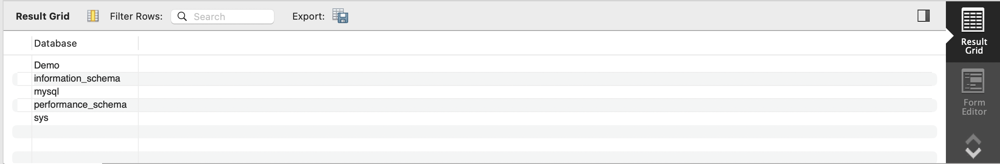 Result Grid Filter Rows: Search Export:
Database
Demo
information_schema
mysql
performance_schema
sys
Result
Grid
Form
Editor